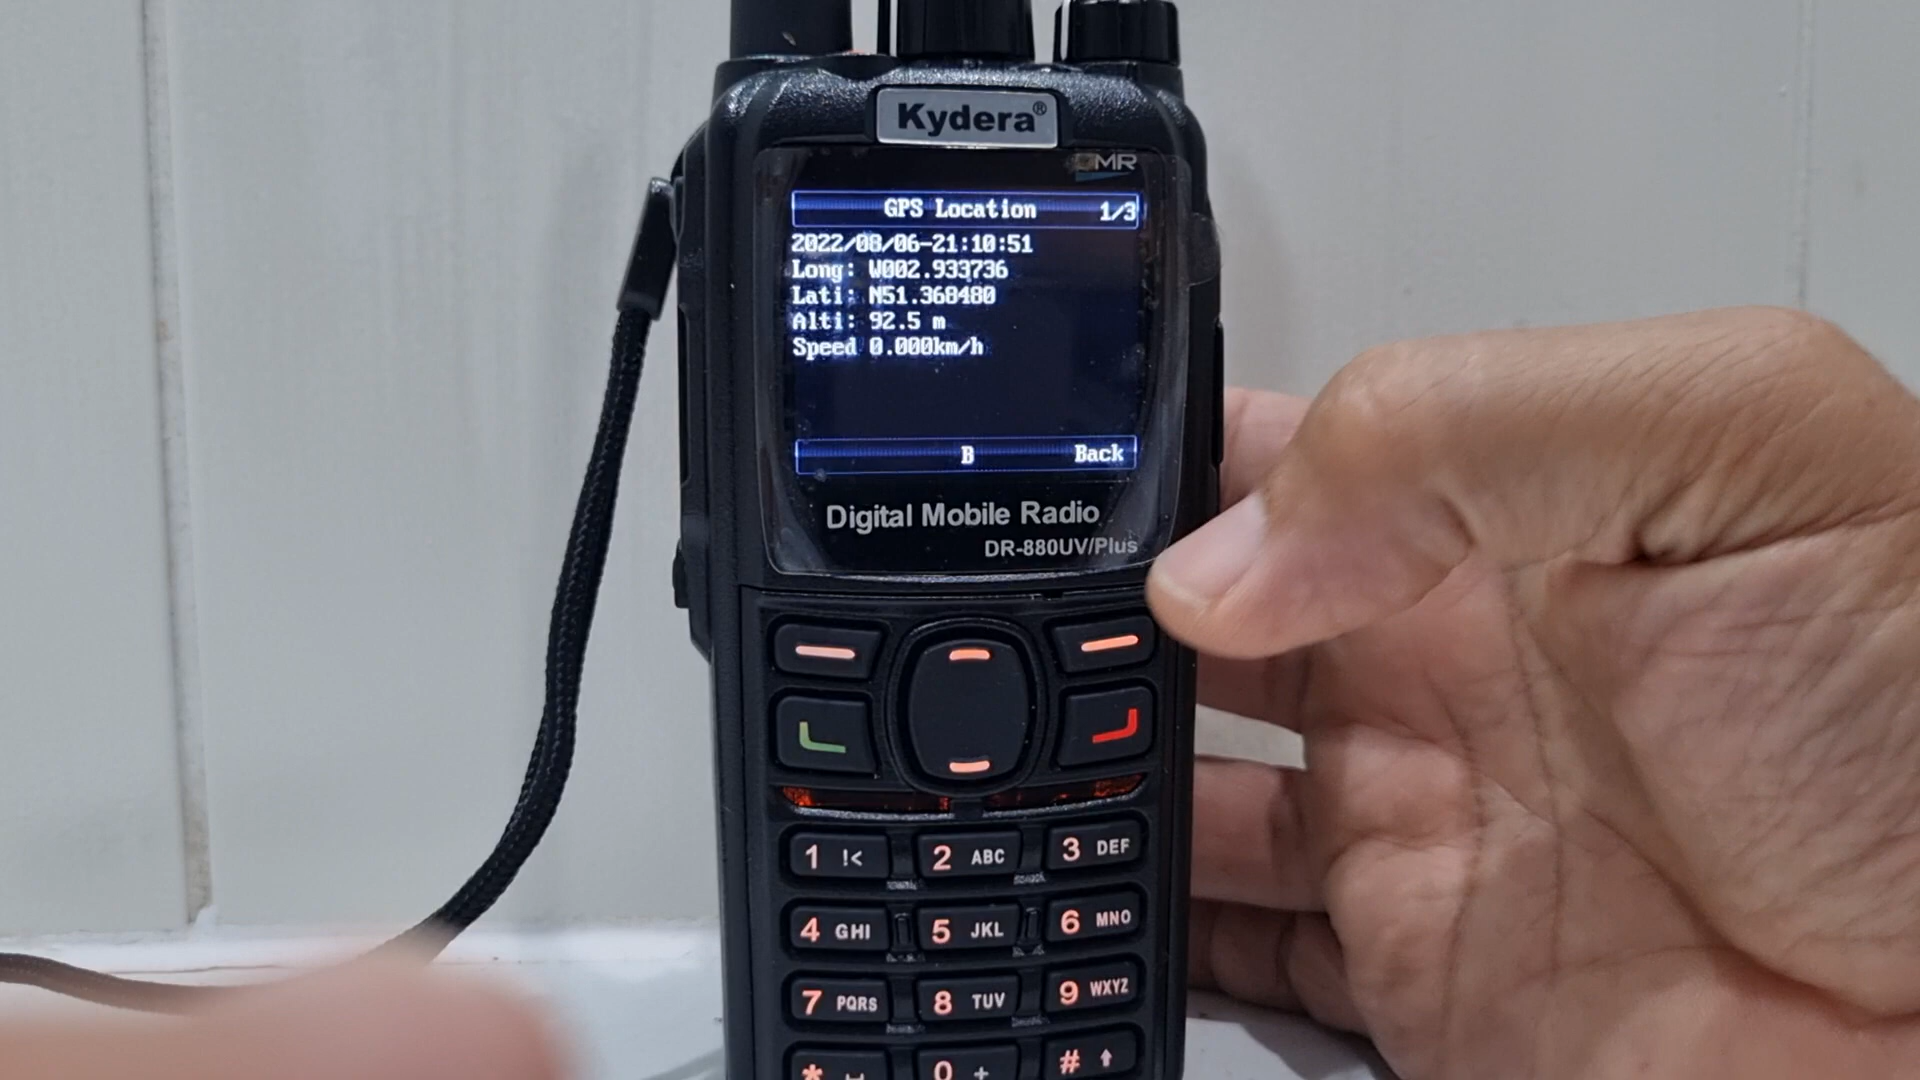 Kydera®
DMR
GPS Location 1/3
2022/08/06-21:10:51
Long: W002.933736
Lati: N51.368480
Alti: 92.5 m
Speed 0.000km/h
B Back
Digital Mobile Radio
DR-880UV/Plus
1 !< 2 ABC 3 DEF
4 GHI 5 JKL 6 MNO
7 PQRS 8 TUV 9 WXYZ
* ␣ 0 + # ⬆